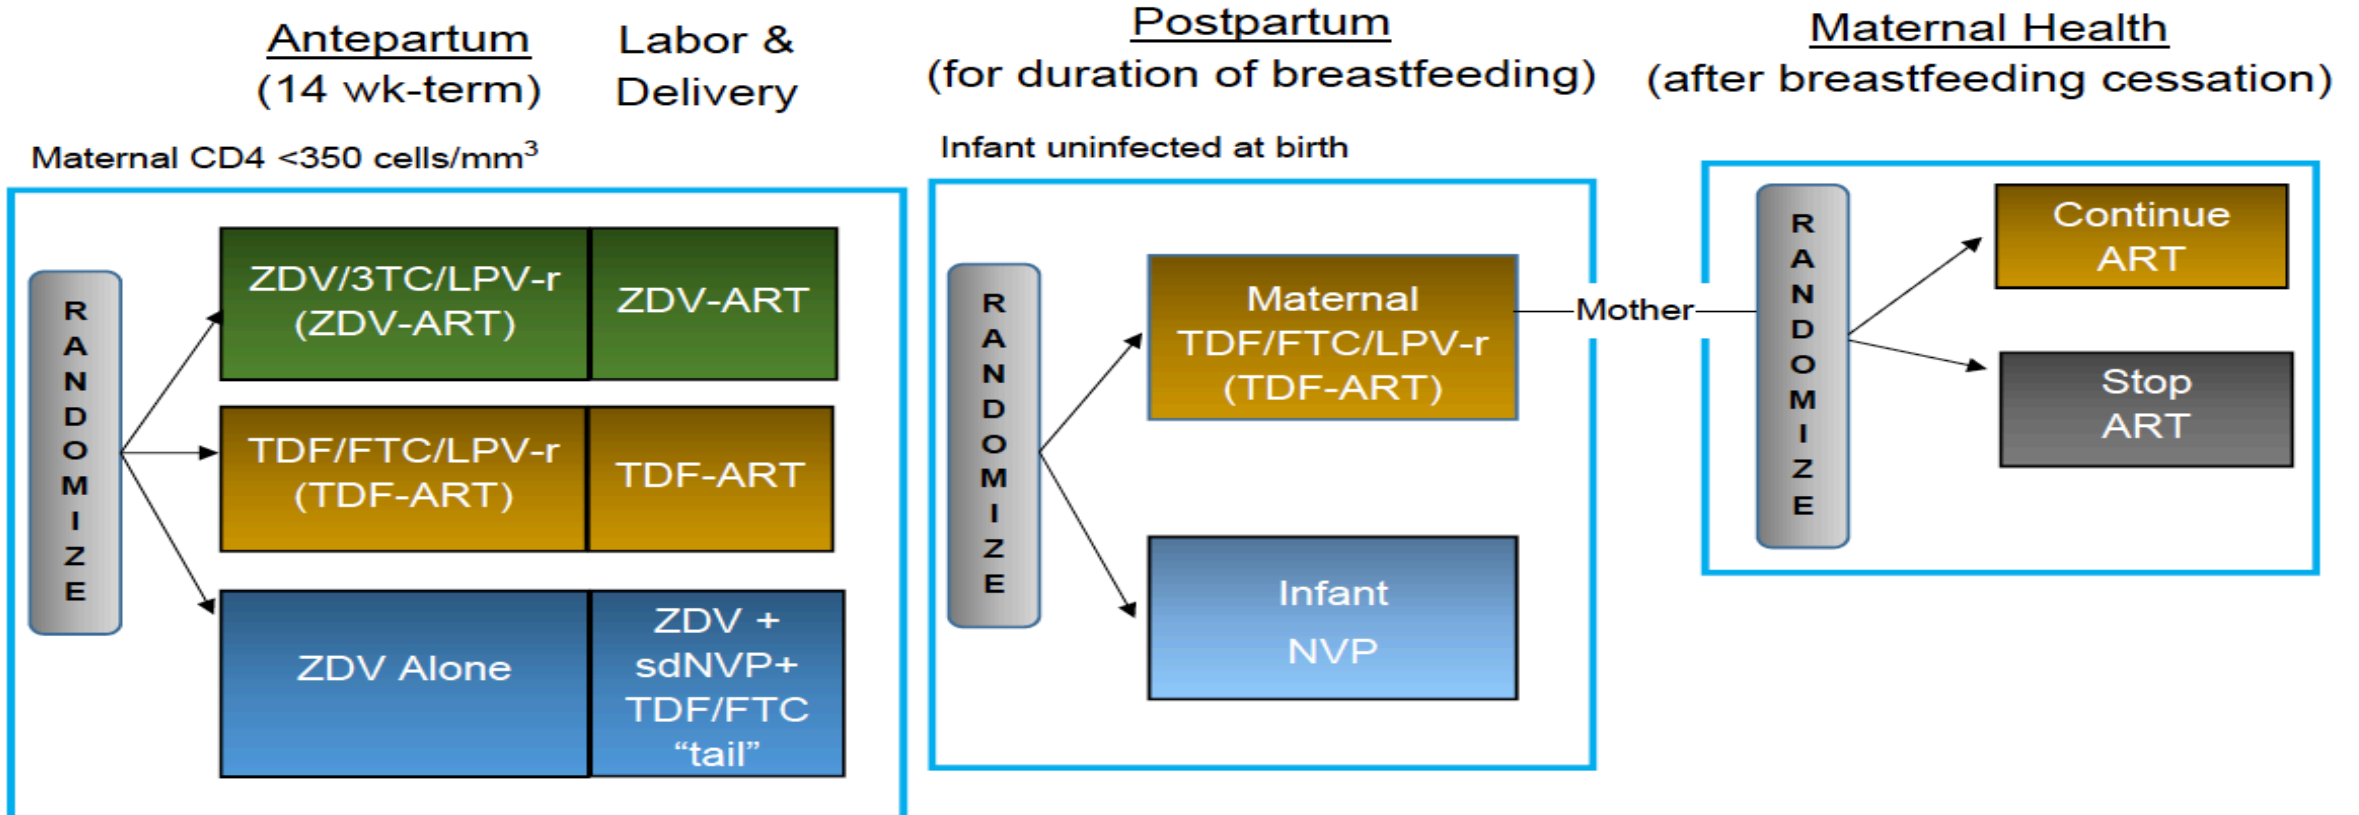 Antepartum
(14 wk-term)
Labor &
Delivery
Postpartum
(for duration of breastfeeding)
Maternal Health
(after breastfeeding cessation)
Maternal CD4 <350 cells/mm³
Infant uninfected at birth
RANDOMIZE
ZDV/3TC/LPV-r
(ZDV-ART)
ZDV-ART
TDF/FTC/LPV-r
(TDF-ART)
TDF-ART
ZDV Alone
ZDV +
sdNVP+
TDF/FTC
“tail”
RANDOMIZE
Maternal
TDF/FTC/LPV-r
(TDF-ART)
Infant
NVP
Mother
RANDOMIZE
Continue
ART
Stop
ART